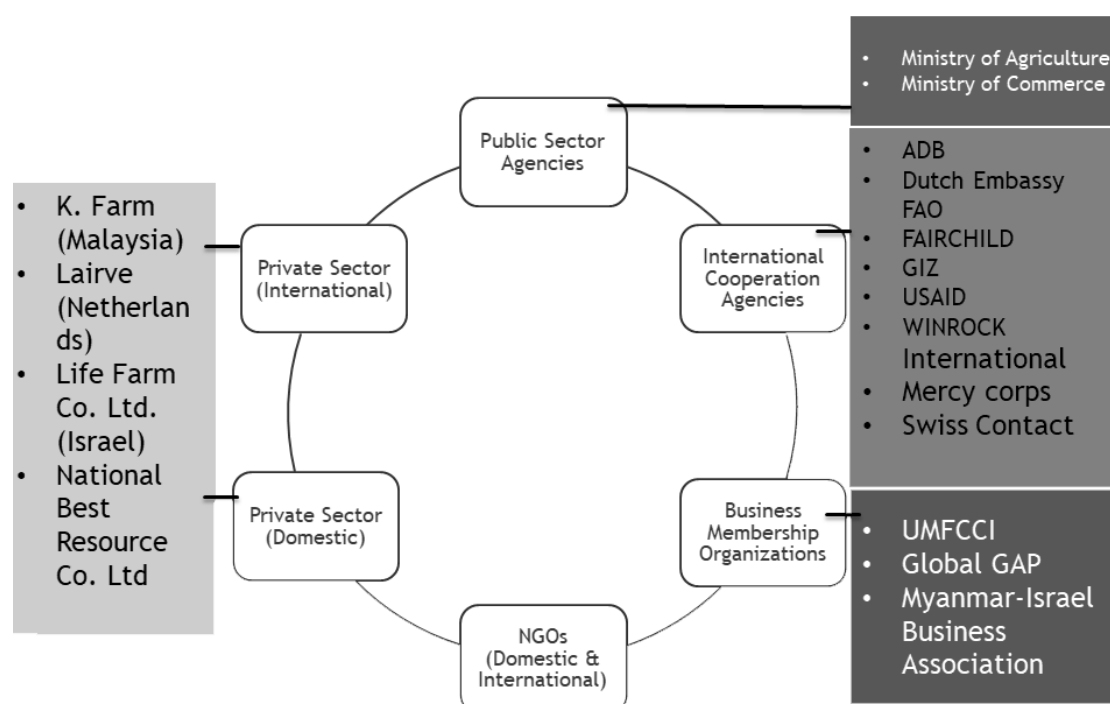 • Ministry of Agriculture
• Ministry of Commerce
Public Sector
Agencies
• ADB
• Dutch Embassy
FAO
• FAIRCHILD
• GIZ
• USAID
• WINROCK
International
• Mercy corps
• Swiss Contact
International
Cooperation
Agencies
• UMFCCI
• Global GAP
• Myanmar-Israel
Business
Association
Business
Membership
Organizations
NGOs
(Domestic &
International)
Private Sector
(Domestic)
Private Sector
(International)
• K. Farm
(Malaysia)
• Lairve
(Netherlan
ds)
• Life Farm
Co. Ltd.
(Israel)
• National
Best
Resource
Co. Ltd